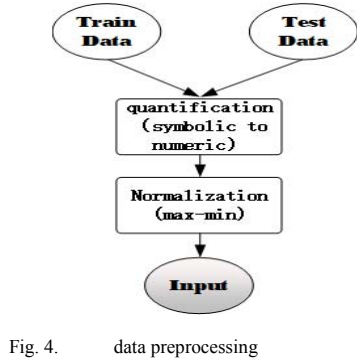 Train
Data
Test
Data
quantification
(symbolic to
numeric)
Normalization
(max-min)
Input
Fig. 4. data preprocessing